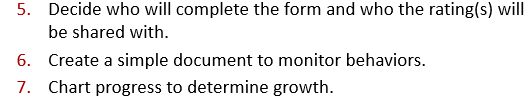 5. Decide who will complete the form and who the rating(s) will
be shared with.
6. Create a simple document to monitor behaviors.
7. Chart progress to determine growth.